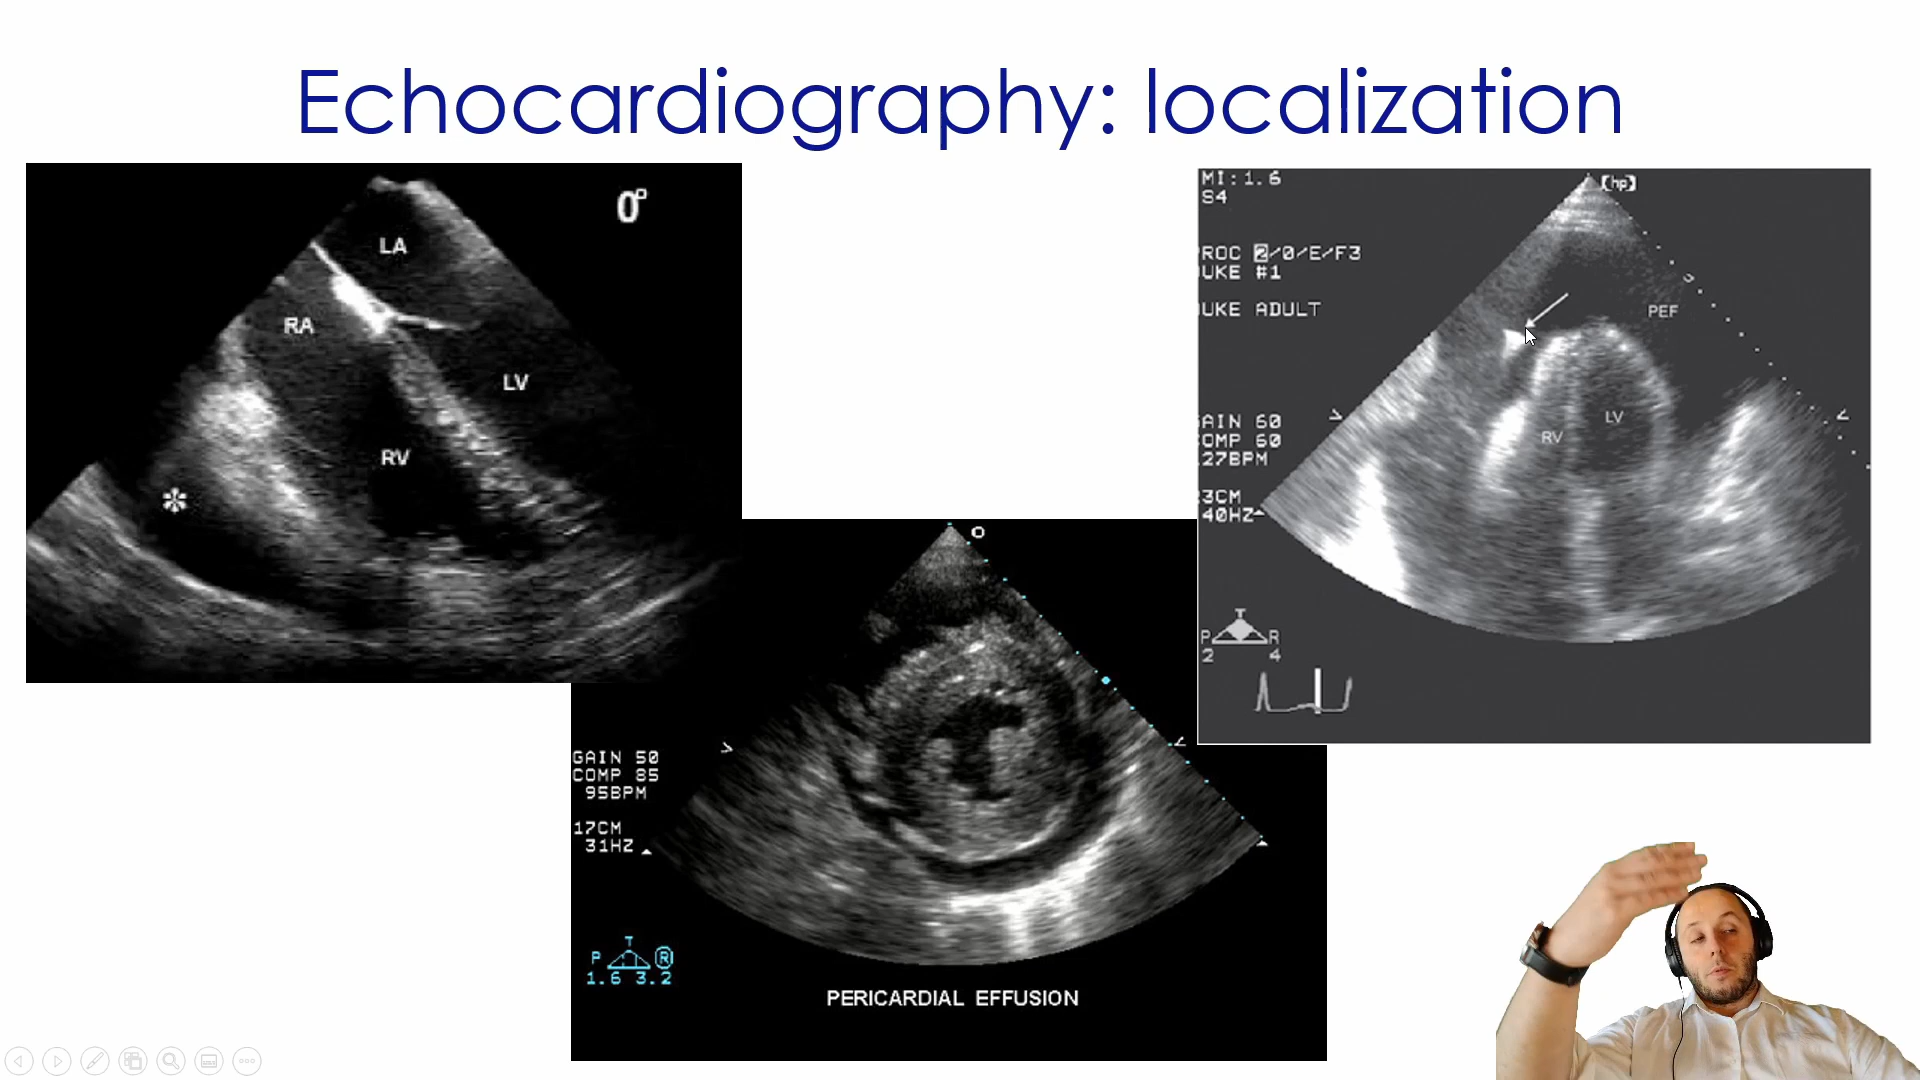 Echocardiography: localization
0°
LA
RA
LV
RV
*
MI:1.6
S4
[hp]
PROC 2/0/E/F3
UKE #1
UKE ADULT
PEF
LV
RV
AIN 60
OMP 60
27BPM
3CM
40HZ
T
P R
2 4
GAIN 50
COMP 85
95BPM
17CM
31HZ
T
P R
1.6 3.2
PERICARDIAL EFFUSION